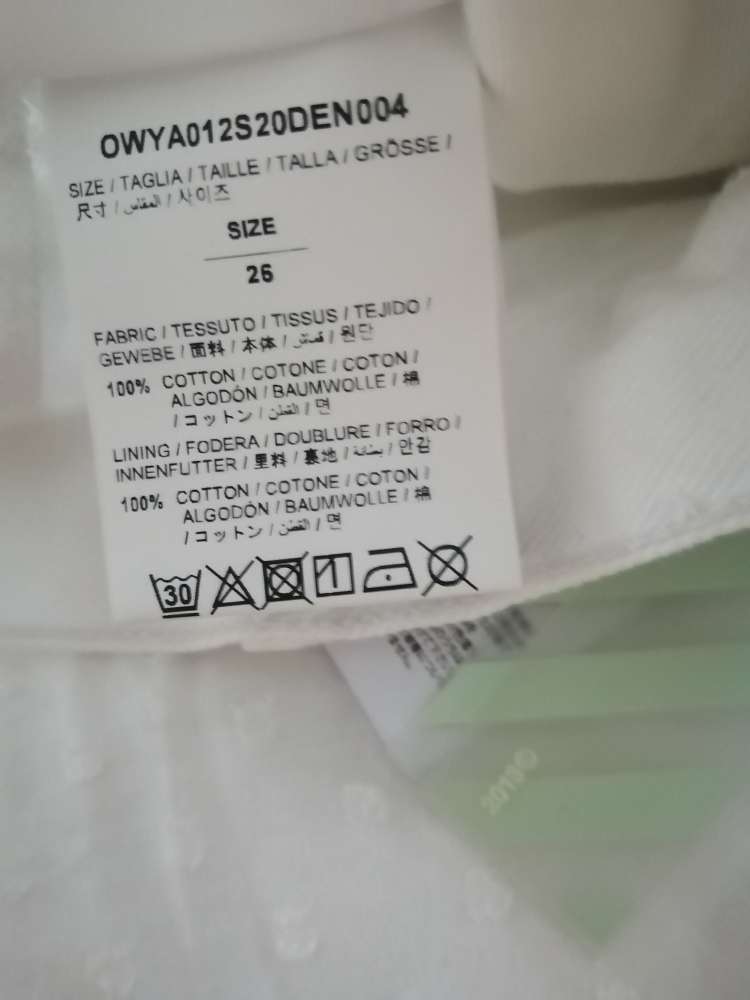 OWYA012S20DEN004
SIZE / TAGLIA / TAILLE / TALLA / GRÖSSE /
尺寸 / المقاس / 사이즈
SIZE
26
FABRIC / TESSUTO / TISSUS / TEJIDO /
GEWEBE / 面料 / 本体 / قماش / 원단
100% COTTON / COTONE / COTON /
ALGODÓN / BAUMWOLLE / 棉
/ コットン / القطن / 면
LINING / FODERA / DOUBLURE / FORRO /
INNENFUTTER / 里料 / 裏地 / بطانة / 안감
100% COTTON / COTONE / COTON /
ALGODÓN / BAUMWOLLE / 棉
/ コットン / القطن / 면
30
2013©